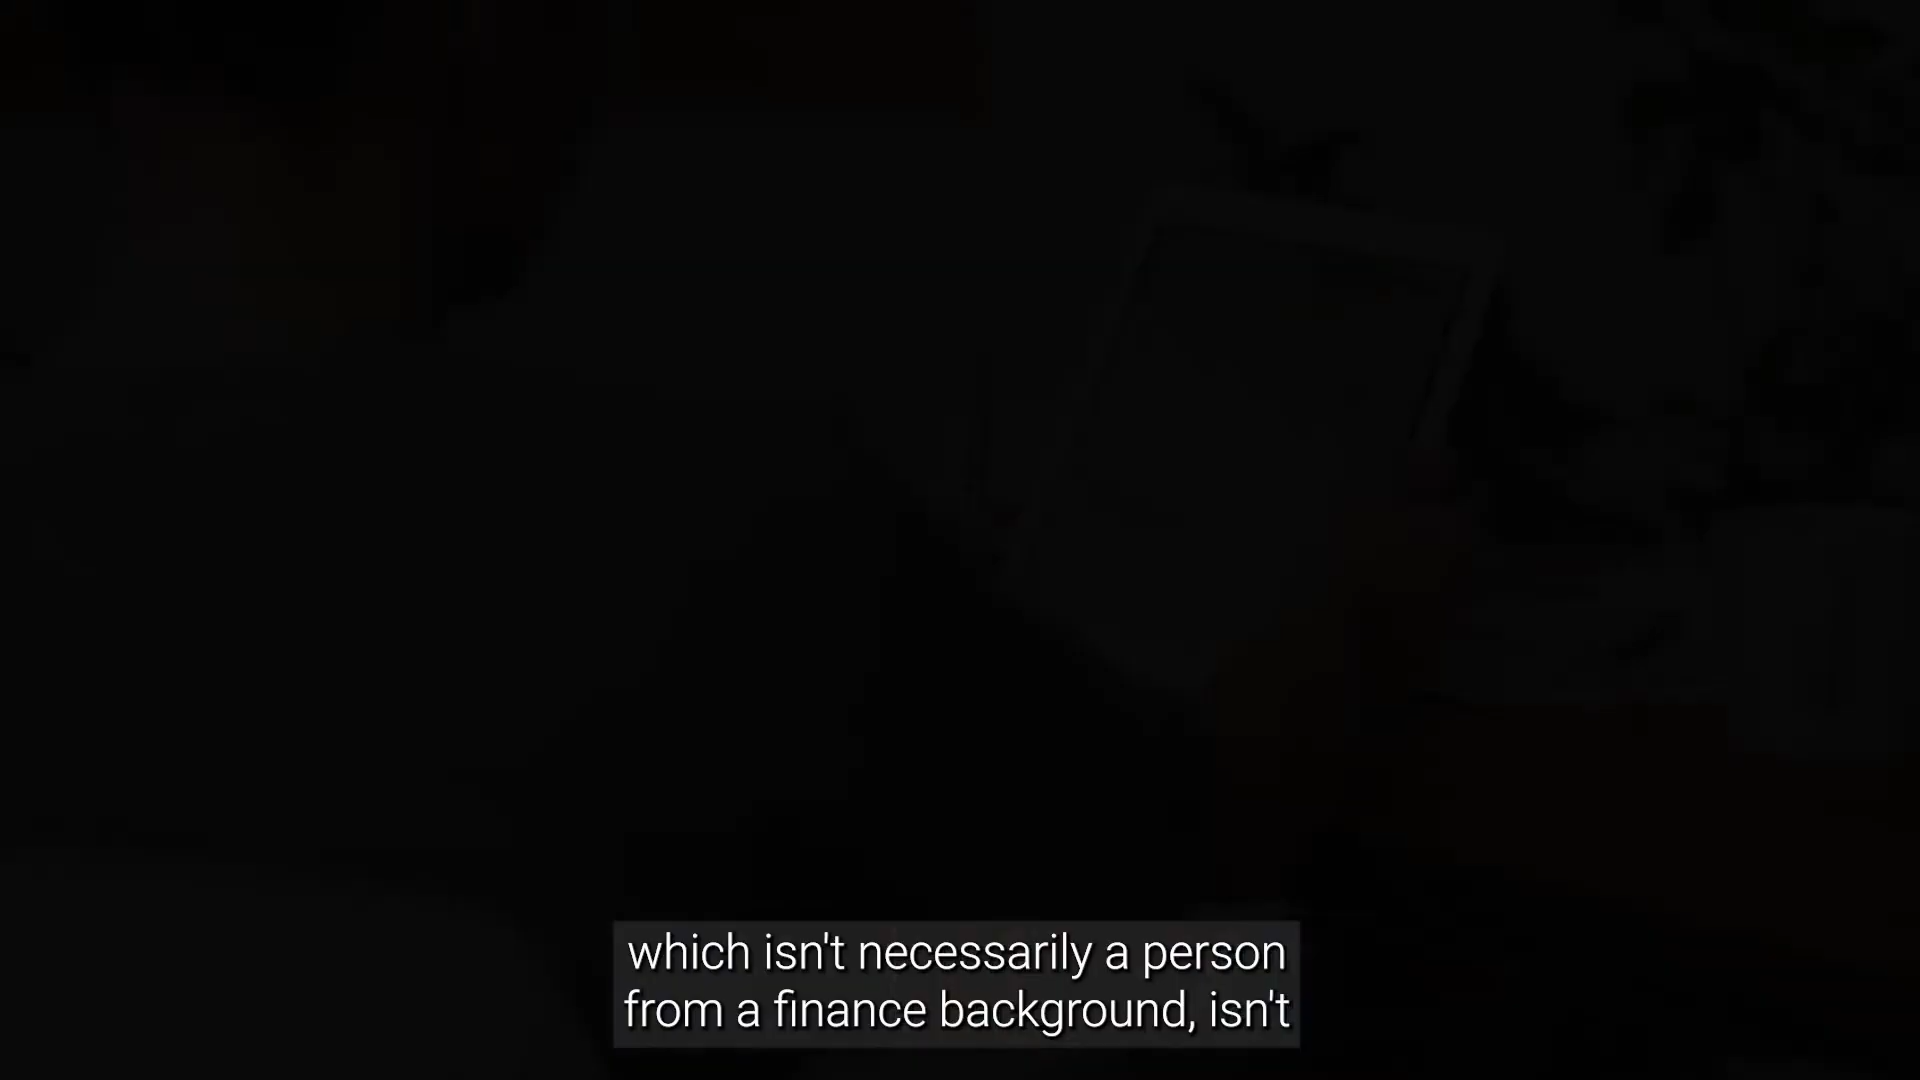 which isn't necessarily a person
from a finance background, isn't